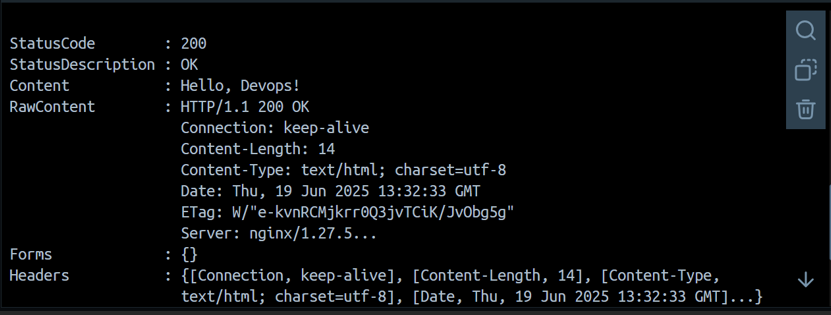 StatusCode        : 200
StatusDescription : OK
Content           : Hello, Devops!
RawContent        : HTTP/1.1 200 OK
                    Connection: keep-alive
                    Content-Length: 14
                    Content-Type: text/html; charset=utf-8
                    Date: Thu, 19 Jun 2025 13:32:33 GMT
                    ETag: W/"e-kvnRCMjkrr0Q3jvTCiK/JvObg5g"
                    Server: nginx/1.27.5...
Forms             : {}
Headers           : {[Connection, keep-alive], [Content-Length, 14], [Content-Type,
                    text/html; charset=utf-8], [Date, Thu, 19 Jun 2025 13:32:33 GMT]...}